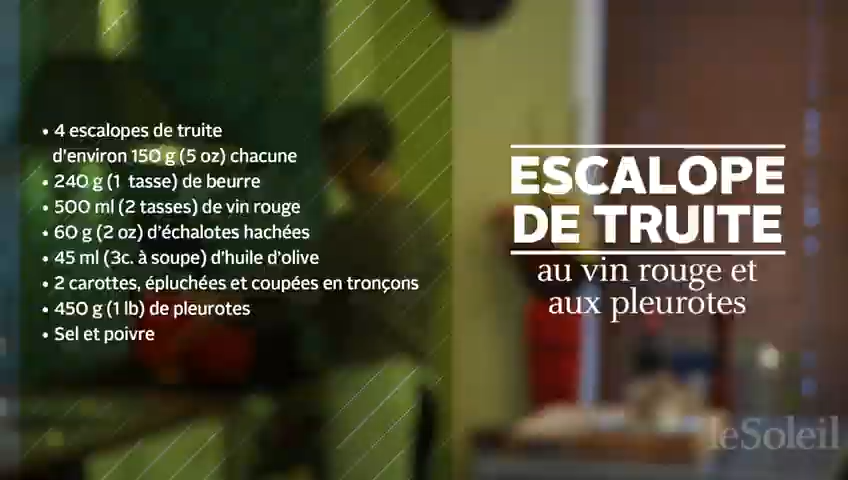 • 4 escalopes de truite
d'environ 150 g (5 oz) chacune
• 240 g (1 tasse) de beurre
• 500 ml (2 tasses) de vin rouge
• 60 g (2 oz) d'échalotes hachées
• 45 ml (3c. à soupe) d'huile d'olive
• 2 carottes, épluchées et coupées en tronçons
• 450 g (1 lb) de pleurotes
• Sel et poivre
ESCALOPE
DE TRUITE
au vin rouge et
aux pleurotes
leSoleil